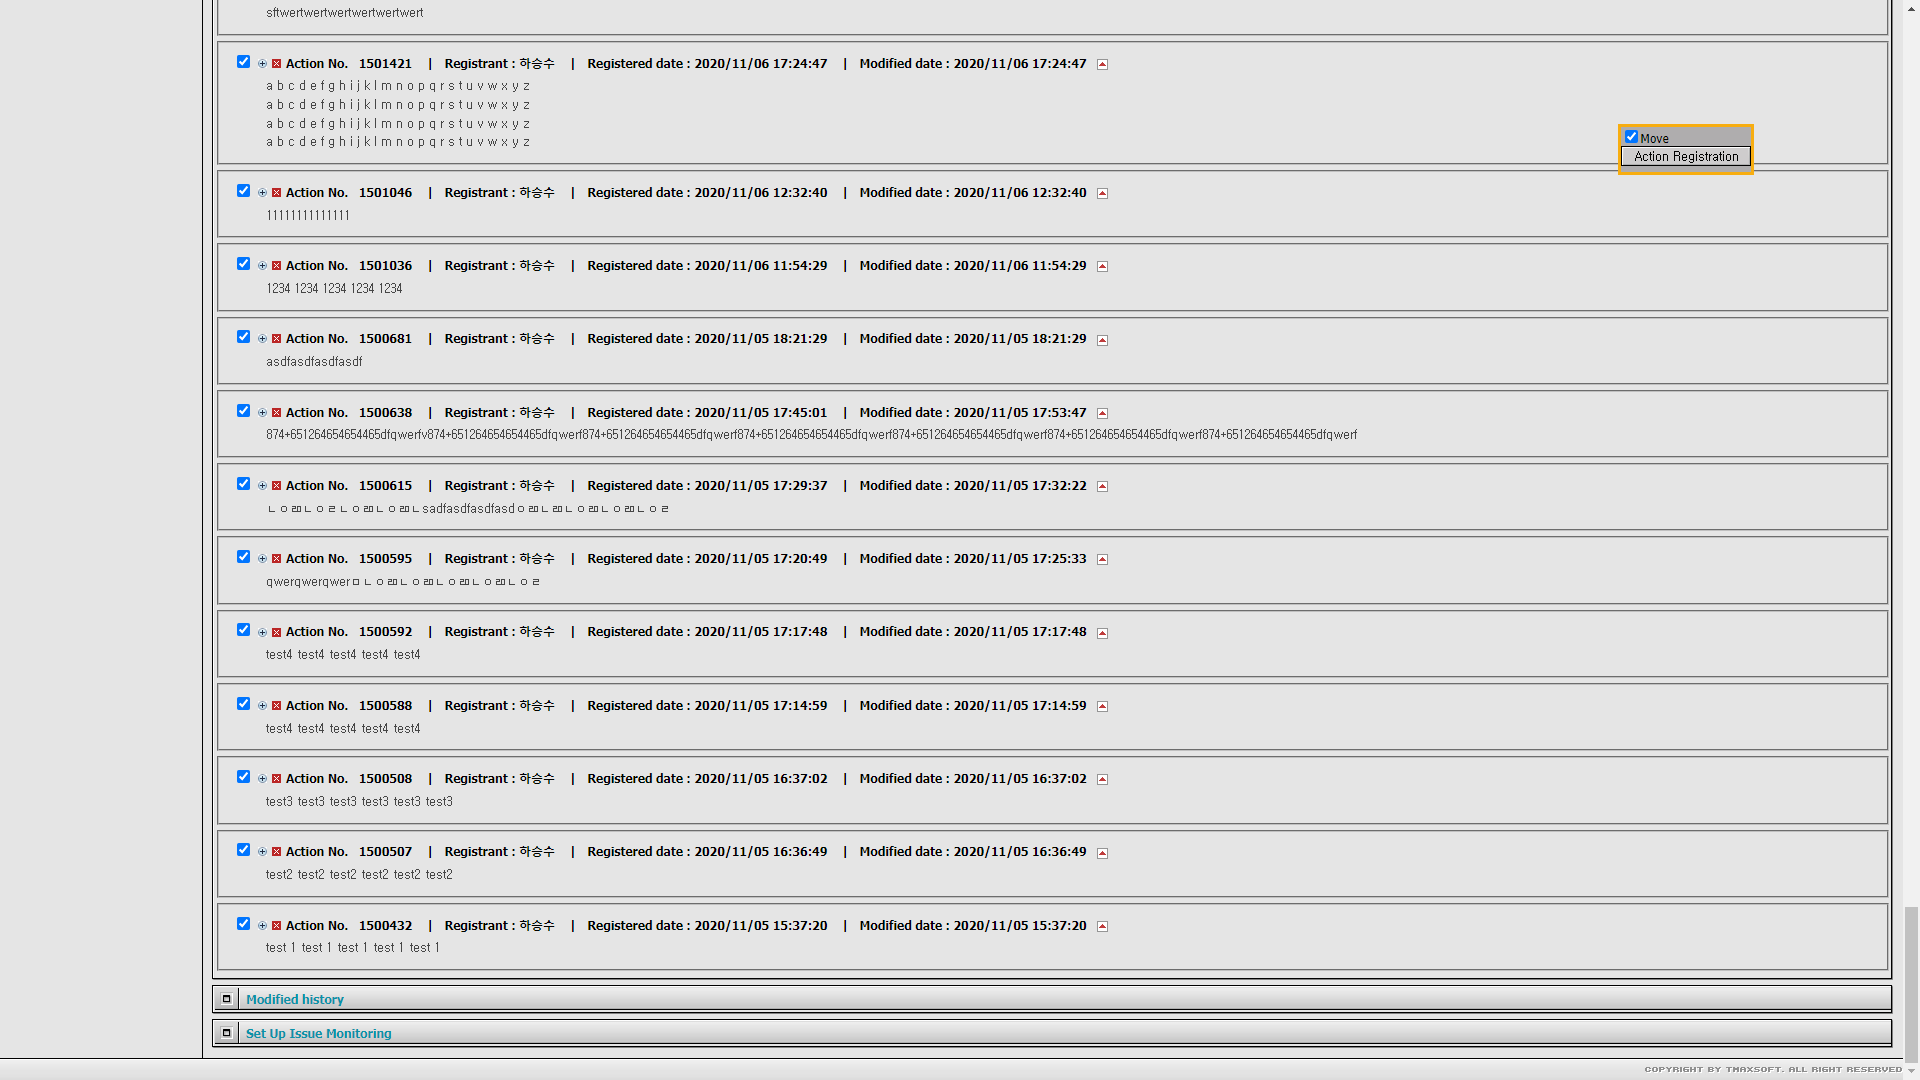 sftwertwertwertwertwertwert
Action No. 1501421 | Registrant : 하승수 | Registered date : 2020/11/06 17:24:47 | Modified date : 2020/11/06 17:24:47
a b c d e f g h i j k l m n o p q r s t u v w x y z
a b c d e f g h i j k l m n o p q r s t u v w x y z
a b c d e f g h i j k l m n o p q r s t u v w x y z
a b c d e f g h i j k l m n o p q r s t u v w x y z
Move
Action Registration
Action No. 1501046 | Registrant : 하승수 | Registered date : 2020/11/06 12:32:40 | Modified date : 2020/11/06 12:32:40
11111111111111
Action No. 1501036 | Registrant : 하승수 | Registered date : 2020/11/06 11:54:29 | Modified date : 2020/11/06 11:54:29
1234 1234 1234 1234 1234
Action No. 1500681 | Registrant : 하승수 | Registered date : 2020/11/05 18:21:29 | Modified date : 2020/11/05 18:21:29
asdfasdfasdfasdf
Action No. 1500638 | Registrant : 하승수 | Registered date : 2020/11/05 17:45:01 | Modified date : 2020/11/05 17:53:47
874+651264654654465dfqwerfv874+651264654654465dfqwerf874+651264654654465dfqwerf874+651264654654465dfqwerf874+651264654654465dfqwerf874+651264654654465dfqwerf874+651264654654465dfqwerf
Action No. 1500615 | Registrant : 하승수 | Registered date : 2020/11/05 17:29:37 | Modified date : 2020/11/05 17:32:22
ㄴㅇㄻㄴㅇㄹㄴㅇㄻㄴㅇㄻㄴsadfasdfasdfasdㅇㄻㄴㄻㄴㅇㄻㄴㅇㄻㄴㅇㄹ
Action No. 1500595 | Registrant : 하승수 | Registered date : 2020/11/05 17:20:49 | Modified date : 2020/11/05 17:25:33
qwerqwerqwerㅁㄴㅇㄻㄴㅇㄻㄴㅇㄻㄴㅇㄻㄴㅇㄹ
Action No. 1500592 | Registrant : 하승수 | Registered date : 2020/11/05 17:17:48 | Modified date : 2020/11/05 17:17:48
test4 test4 test4 test4 test4
Action No. 1500588 | Registrant : 하승수 | Registered date : 2020/11/05 17:14:59 | Modified date : 2020/11/05 17:14:59
test4 test4 test4 test4 test4
Action No. 1500508 | Registrant : 하승수 | Registered date : 2020/11/05 16:37:02 | Modified date : 2020/11/05 16:37:02
test3 test3 test3 test3 test3 test3
Action No. 1500507 | Registrant : 하승수 | Registered date : 2020/11/05 16:36:49 | Modified date : 2020/11/05 16:36:49
test2 test2 test2 test2 test2 test2
Action No. 1500432 | Registrant : 하승수 | Registered date : 2020/11/05 15:37:20 | Modified date : 2020/11/05 15:37:20
test 1 test 1 test 1 test 1 test 1
Modified history
Set Up Issue Monitoring
COPYRIGHT BY TMAXSOFT. ALL RIGHT RESERVED